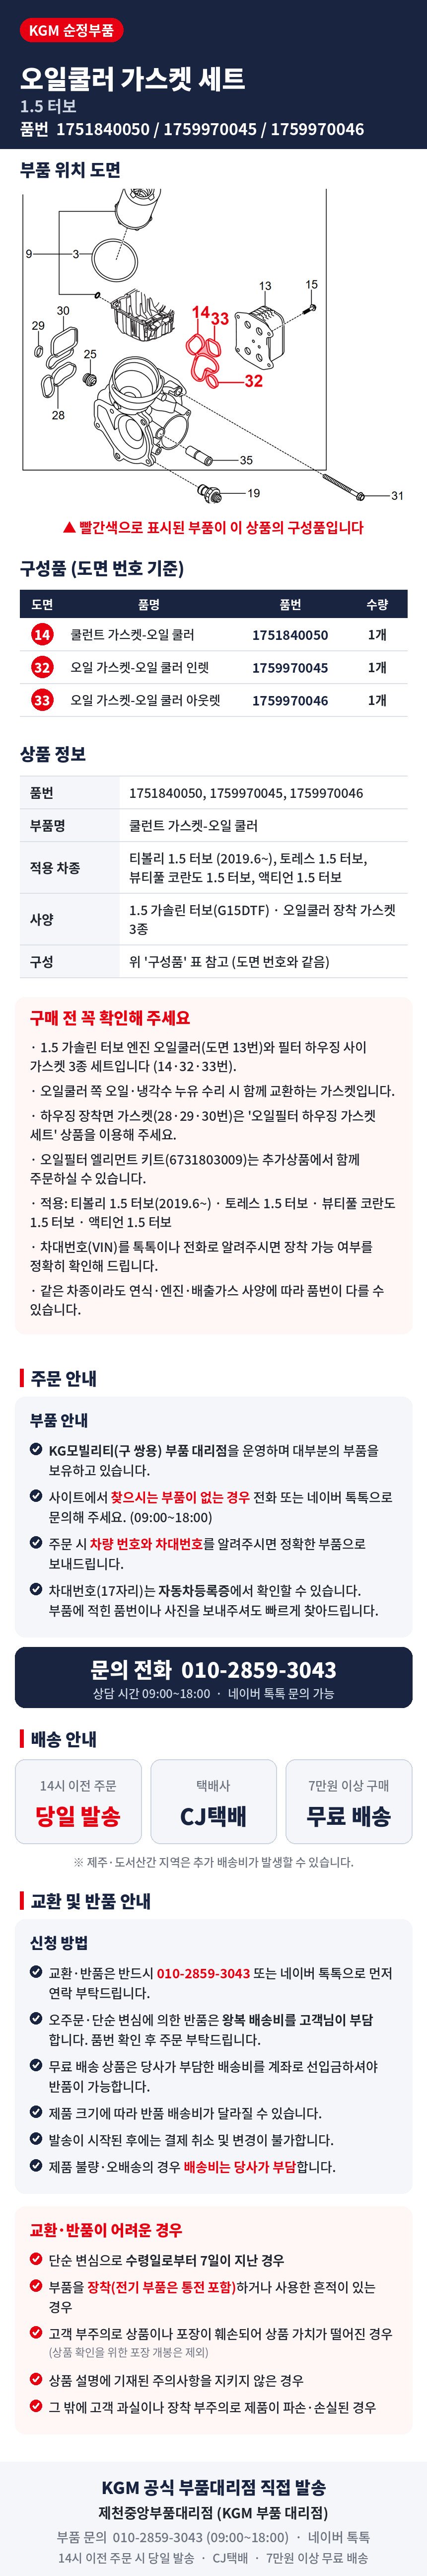 KGM 순정부품
오일쿨러 가스켓 세트
1.5 터보
품번 1751840050 / 1759970045 / 1759970046
부품 위치 도면
9
3
13
15
14
33
30
29
25
32
28
35
19
31
▲ 빨간색으로 표시된 부품이 이 상품의 구성품입니다
구성품 (도면 번호 기준)
도면 품명 품번 수량
14 쿨런트 가스켓-오일 쿨러 1751840050 1개
32 오일 가스켓-오일 쿨러 인렛 1759970045 1개
33 오일 가스켓-오일 쿨러 아웃렛 1759970046 1개
상품 정보
품번 1751840050, 1759970045, 1759970046
부품명 쿨런트 가스켓-오일 쿨러
적용 차종 티볼리 1.5 터보 (2019.6~), 토레스 1.5 터보,
뷰티풀 코란도 1.5 터보, 액티언 1.5 터보
사양 1.5 가솔린 터보(G15DTF) · 오일쿨러 장착 가스켓
3종
구성 위 '구성품' 표 참고 (도면 번호와 같음)
구매 전 꼭 확인해 주세요
· 1.5 가솔린 터보 엔진 오일쿨러(도면 13번)와 필터 하우징 사이
가스켓 3종 세트입니다 (14·32·33번).
· 오일쿨러 쪽 오일·냉각수 누유 수리 시 함께 교환하는 가스켓입니다.
· 하우징 장착면 가스켓(28·29·30번)은 '오일필터 하우징 가스켓
세트' 상품을 이용해 주세요.
· 오일필터 엘리먼트 키트(6731803009)는 추가상품에서 함께
주문하실 수 있습니다.
· 적용: 티볼리 1.5 터보(2019.6~) · 토레스 1.5 터보 · 뷰티풀 코란도
1.5 터보 · 액티언 1.5 터보
· 차대번호(VIN)를 톡톡이나 전화로 알려주시면 장착 가능 여부를
정확히 확인해 드립니다.
· 같은 차종이라도 연식·엔진·배출가스 사양에 따라 품번이 다를 수
있습니다.
주문 안내
부품 안내
KG모빌리티(구 쌍용) 부품 대리점을 운영하며 대부분의 부품을
보유하고 있습니다.
사이트에서 찾으시는 부품이 없는 경우 전화 또는 네이버 톡톡으로
문의해 주세요. (09:00~18:00)
주문 시 차량 번호와 차대번호를 알려주시면 정확한 부품으로
보내드립니다.
차대번호(17자리)는 자동차등록증에서 확인할 수 있습니다.
부품에 적힌 품번이나 사진을 보내주셔도 빠르게 찾아드립니다.
문의 전화 010-2859-3043
상담 시간 09:00~18:00 · 네이버 톡톡 문의 가능
배송 안내
14시 이전 주문
당일 발송
택배사
CJ택배
7만원 이상 구매
무료 배송
※ 제주·도서산간 지역은 추가 배송비가 발생할 수 있습니다.
교환 및 반품 안내
신청 방법
교환·반품은 반드시 010-2859-3043 또는 네이버 톡톡으로 먼저
연락 부탁드립니다.
오주문·단순 변심에 의한 반품은 왕복 배송비를 고객님이 부담
합니다. 품번 확인 후 주문 부탁드립니다.
무료 배송 상품은 당사가 부담한 배송비를 계좌로 선입금하셔야
반품이 가능합니다.
제품 크기에 따라 반품 배송비가 달라질 수 있습니다.
발송이 시작된 후에는 결제 취소 및 변경이 불가합니다.
제품 불량·오배송의 경우 배송비는 당사가 부담합니다.
교환·반품이 어려운 경우
단순 변심으로 수령일로부터 7일이 지난 경우
부품을 장착(전기 부품은 통전 포함)하거나 사용한 흔적이 있는
경우
고객 부주의로 상품이나 포장이 훼손되어 상품 가치가 떨어진 경우
(상품 확인을 위한 포장 개봉은 제외)
상품 설명에 기재된 주의사항을 지키지 않은 경우
그 밖에 고객 과실이나 장착 부주의로 제품이 파손·손실된 경우
KGM 공식 부품대리점 직접 발송
제천중앙부품대리점 (KGM 부품 대리점)
부품 문의 010-2859-3043 (09:00~18:00) · 네이버 톡톡
14시 이전 주문 시 당일 발송 · CJ택배 · 7만원 이상 무료 배송